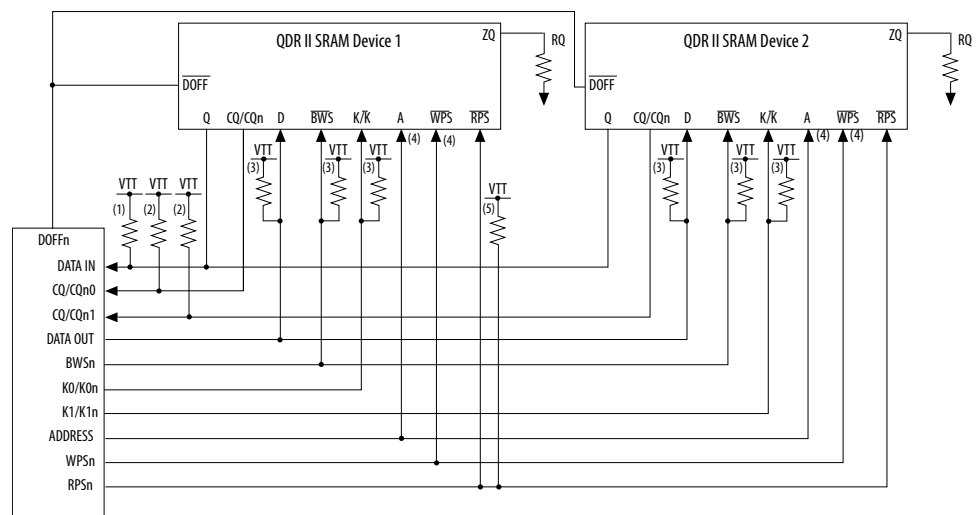 QDR II SRAM Device 1
ZQ
RQ
DOFF
Q CQ/CQn D BWS K/K A WPS RPS
(4) (4)
QDR II SRAM Device 2
ZQ
RQ
DOFF
Q CQ/CQn D BWS K/K A WPS RPS
(4) (4)
VTT VTT VTT
(3) (3) (3)
VTT VTT VTT
(3) (3) (3)
VTT VTT VTT
(1) (2) (2)
VTT
(5)
DOFFn
DATA IN
CQ/CQn0
CQ/CQn1
DATA OUT
BWSn
K0/K0n
K1/K1n
ADDRESS
WPSn
RPSn